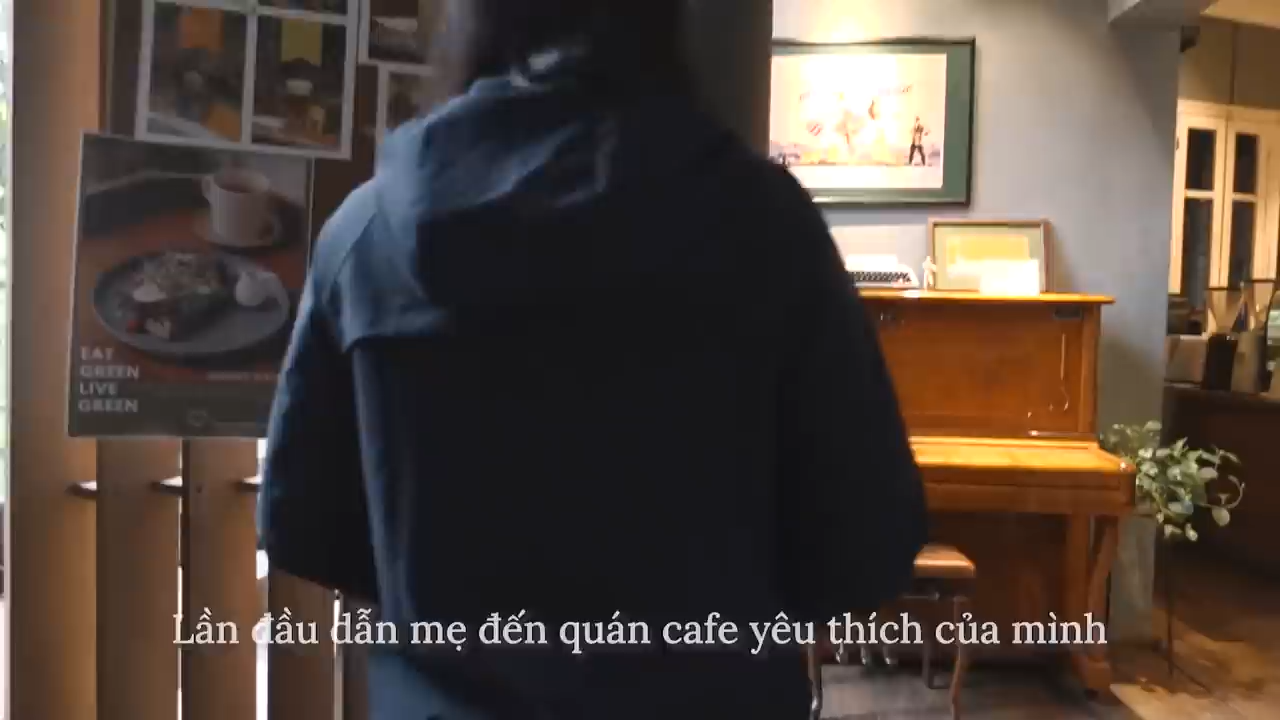 EAT
GREEN
LIVE
GREEN
Lần đầu dẫn mẹ đến quán cafe yêu thích của mình